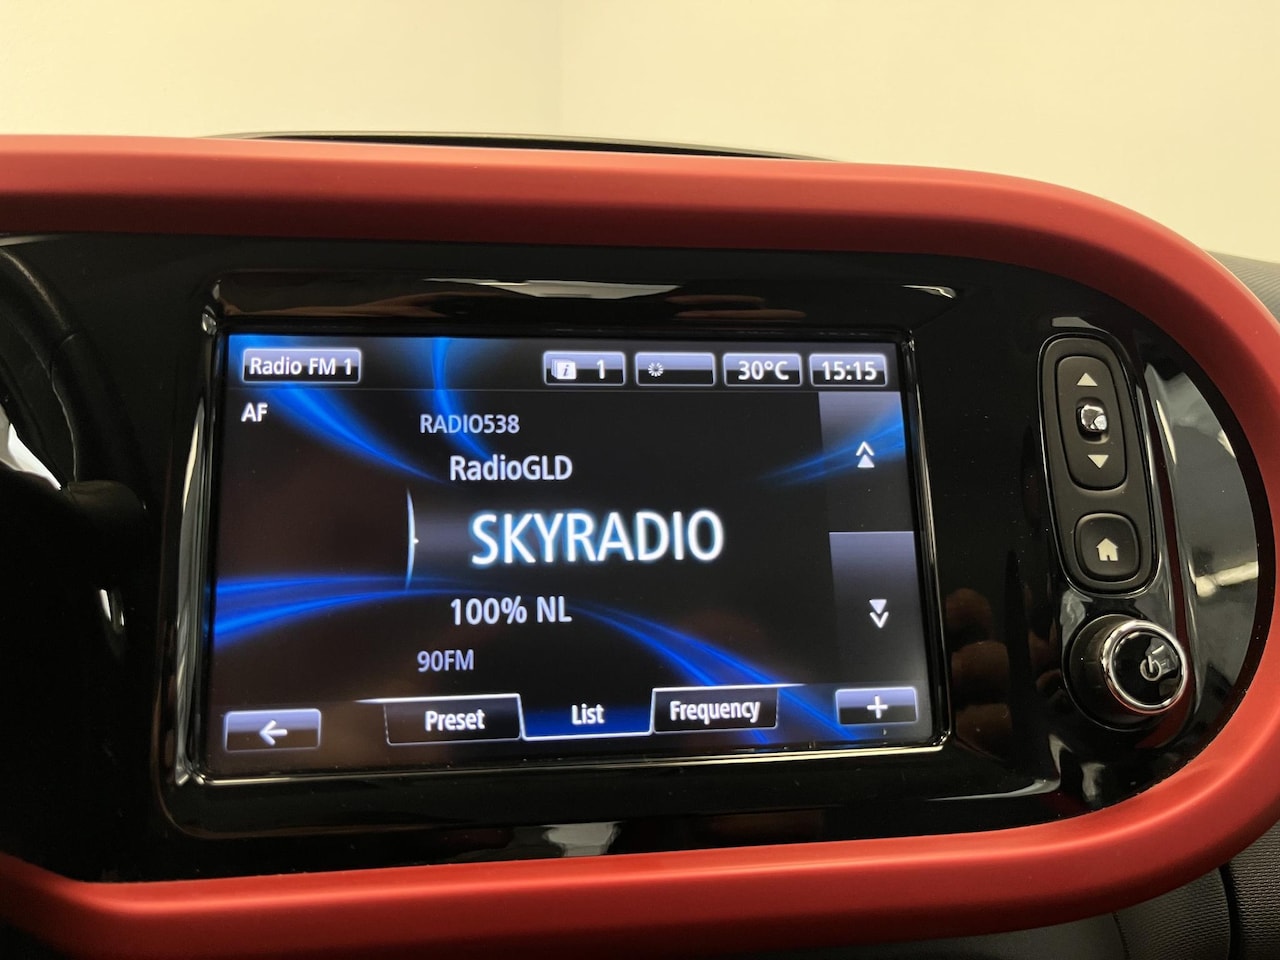 Radio FM 1
i 1
30°C
15:15
AF
RADIO538
RadioGLD
SKYRADIO
100% NL
90FM
Preset
List
Frequency
+